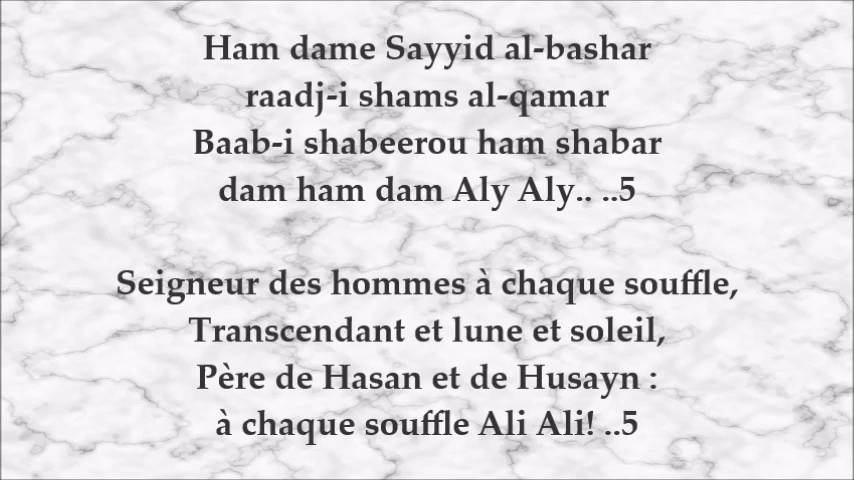 Ham dame Sayyid al-bashar
raadj-i shams al-qamar
Baab-i shabeerou ham shabar
dam ham dam Aly Aly.. ..5
Seigneur des hommes à chaque souffle,
Transcendant et lune et soleil,
Père de Hasan et de Husayn :
à chaque souffle Ali Ali! ..5